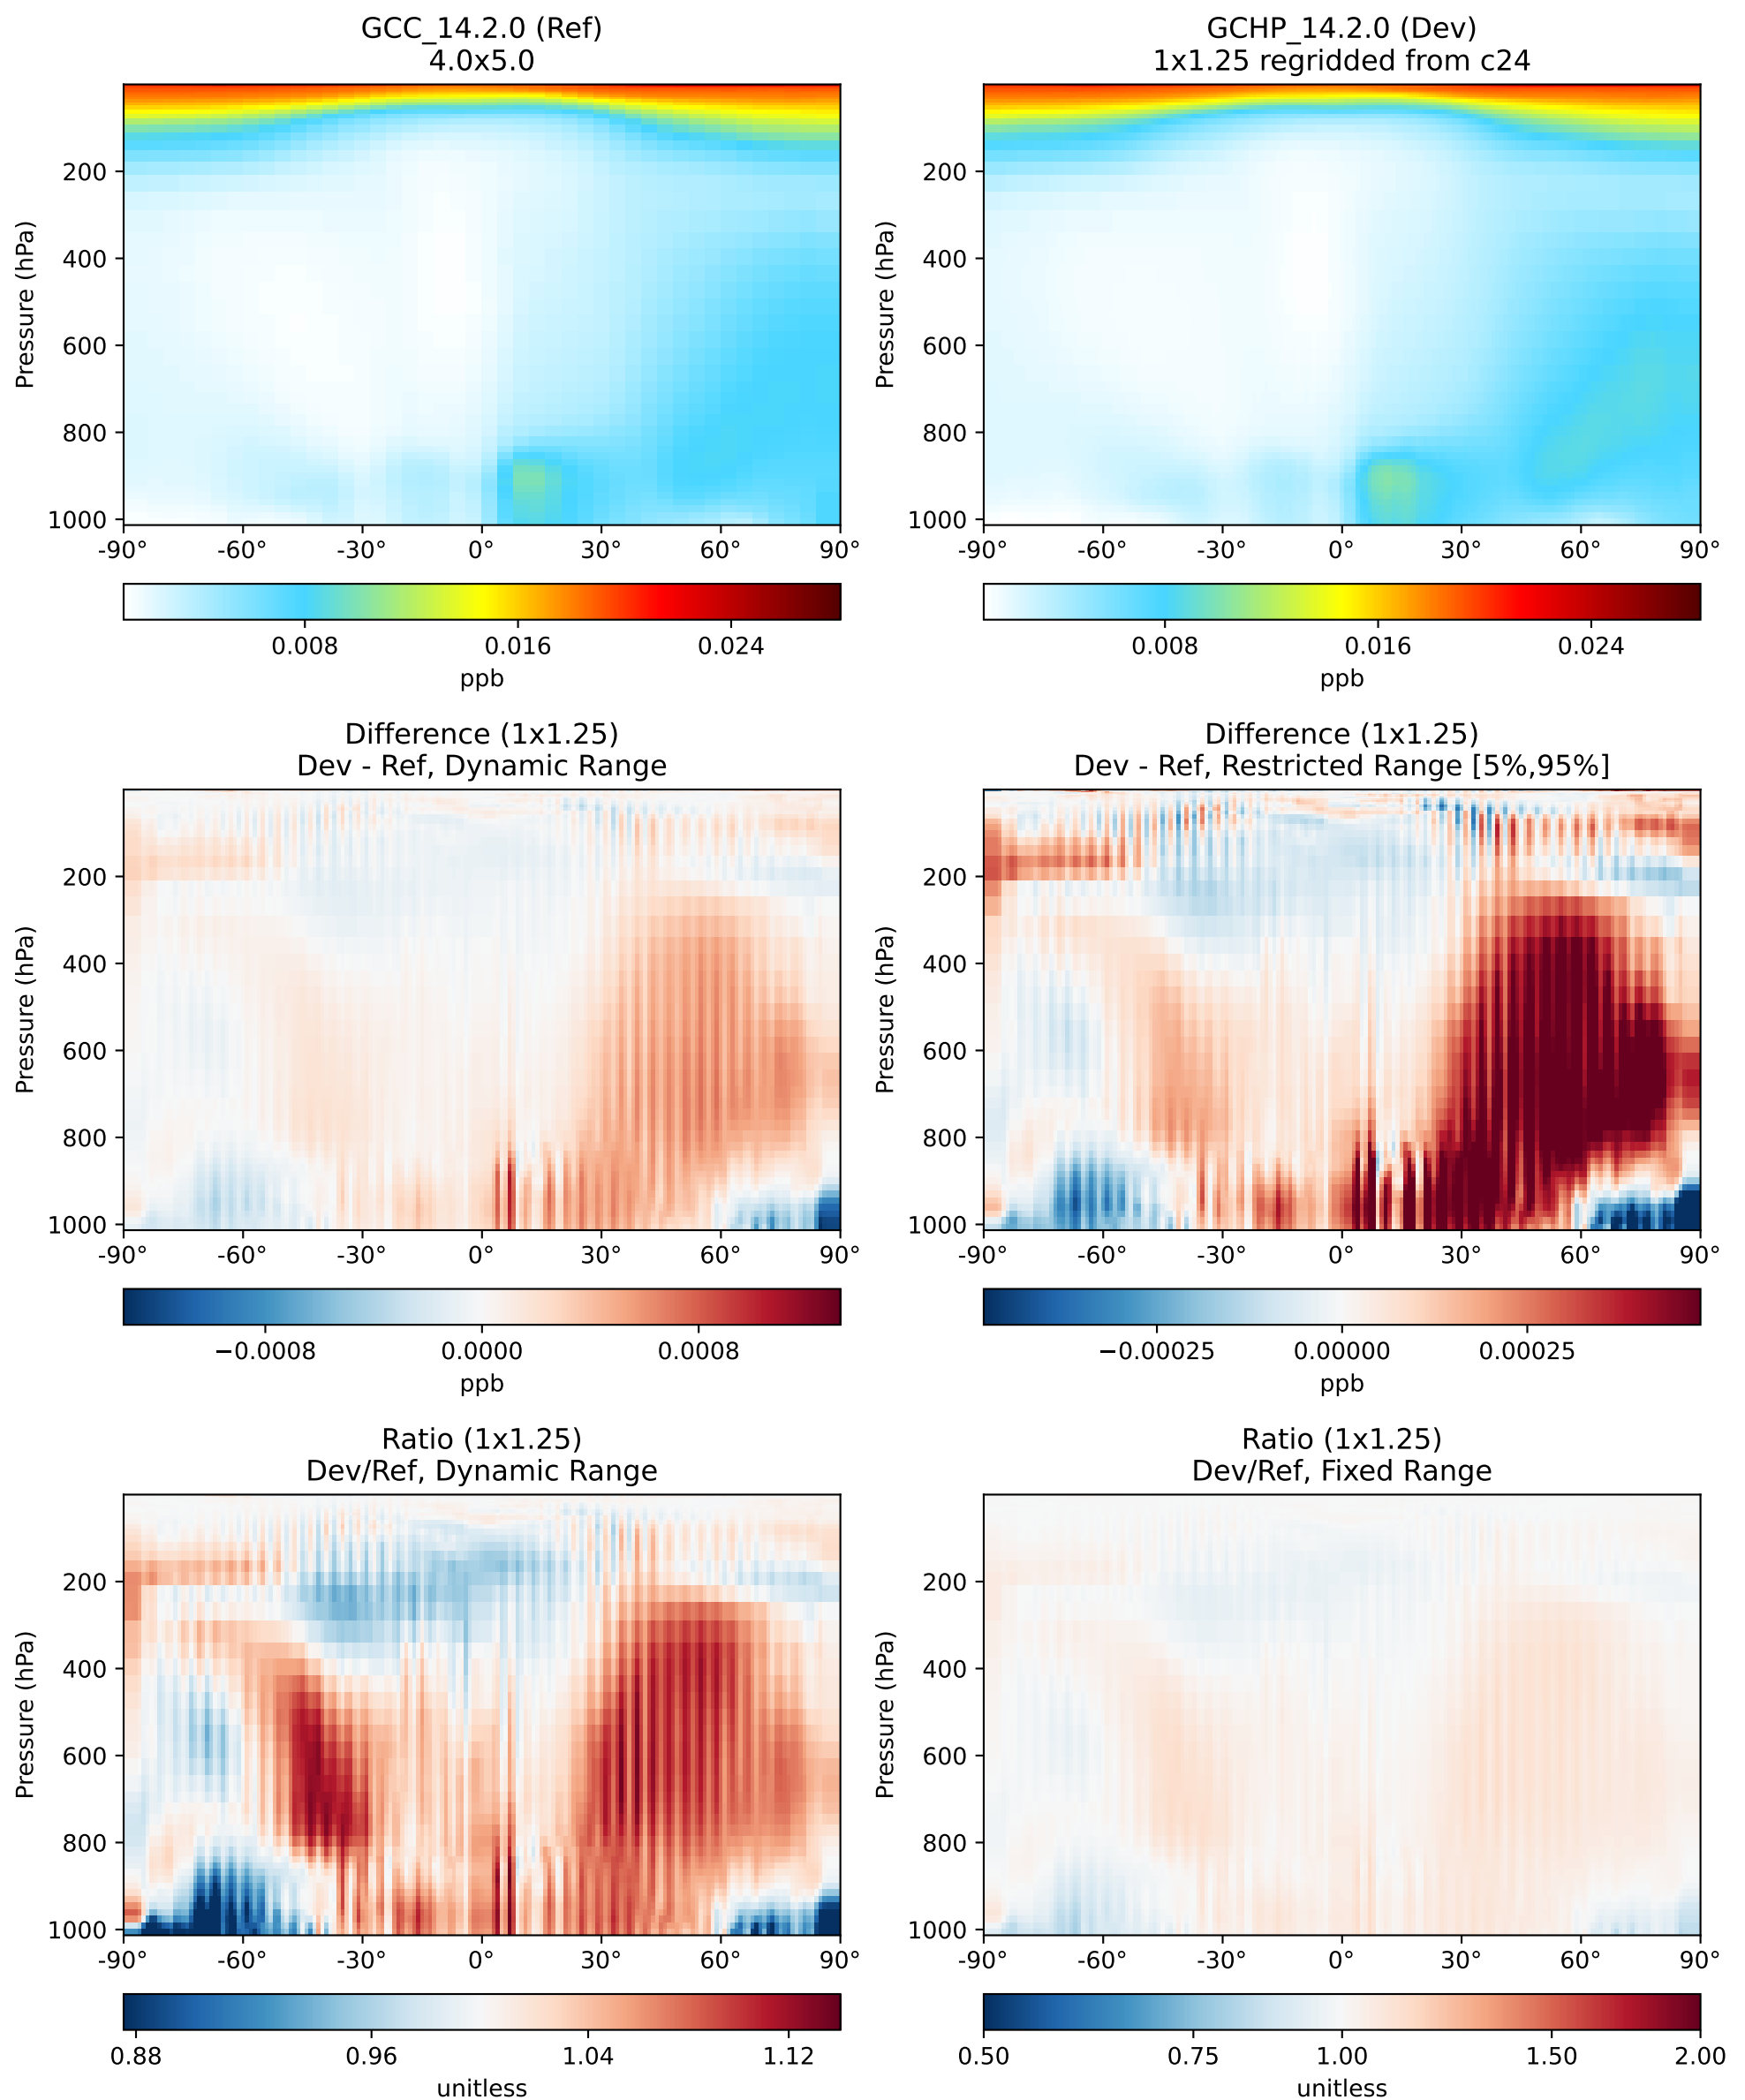 GCC_14.2.0 (Ref)
4.0x5.0
Pressure (hPa)
200
400
600
800
1000
-90° -60° -30° 0° 30° 60° 90°
0.008 0.016 0.024
ppb
GCHP_14.2.0 (Dev)
1x1.25 regridded from c24
Pressure (hPa)
200
400
600
800
1000
-90° -60° -30° 0° 30° 60° 90°
0.008 0.016 0.024
ppb
Difference (1x1.25)
Dev - Ref, Dynamic Range
Pressure (hPa)
200
400
600
800
1000
-90° -60° -30° 0° 30° 60° 90°
−0.0008 0.0000 0.0008
ppb
Difference (1x1.25)
Dev - Ref, Restricted Range [5%,95%]
Pressure (hPa)
200
400
600
800
1000
-90° -60° -30° 0° 30° 60° 90°
−0.00025 0.00000 0.00025
ppb
Ratio (1x1.25)
Dev/Ref, Dynamic Range
Pressure (hPa)
200
400
600
800
1000
-90° -60° -30° 0° 30° 60° 90°
0.88 0.96 1.04 1.12
unitless
Ratio (1x1.25)
Dev/Ref, Fixed Range
Pressure (hPa)
200
400
600
800
1000
-90° -60° -30° 0° 30° 60° 90°
0.50 0.75 1.00 1.50 2.00
unitless